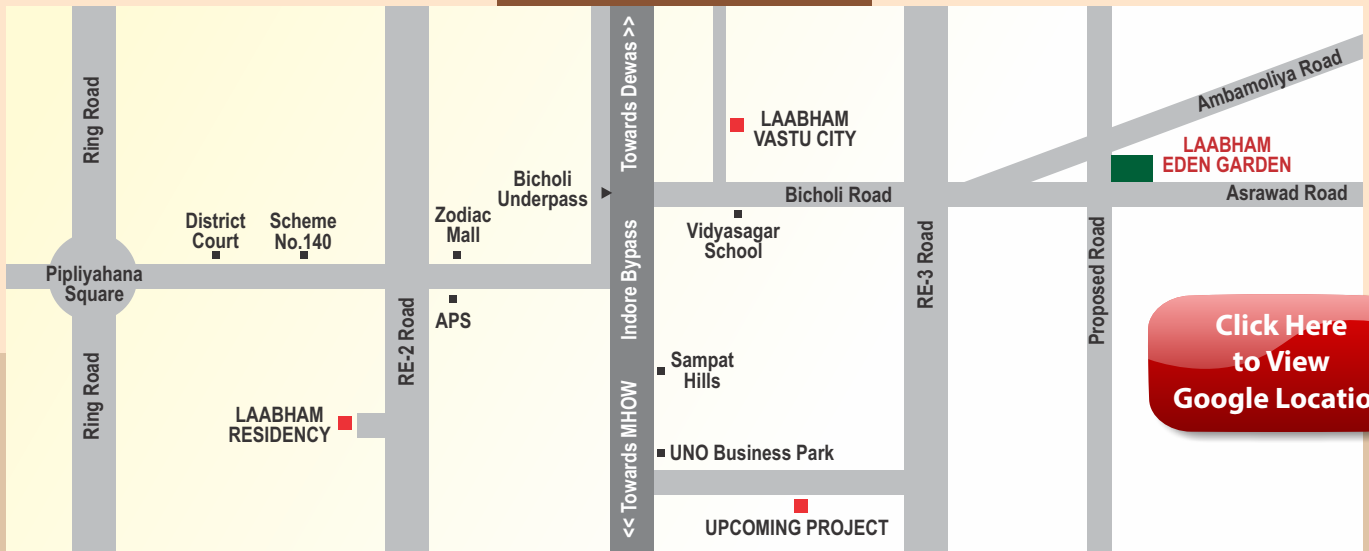 Ring Road
Ring Road
Pipliyahana
Square
District
Court
Scheme
No.140
Zodiac
Mall
APS
RE-2 Road
LAABHAM
RESIDENCY
Bicholi
Underpass
Towards Dewas >>
Indore Bypass
<< Towards MHOW
LAABHAM
VASTU CITY
Bicholi Road
Vidyasagar
School
Sampat
Hills
UNO Business Park
UPCOMING PROJECT
RE-3 Road
Proposed Road
Ambamoliya Road
LAABHAM
EDEN GARDEN
Asrawad Road
Click Here
to View
Google Locatio